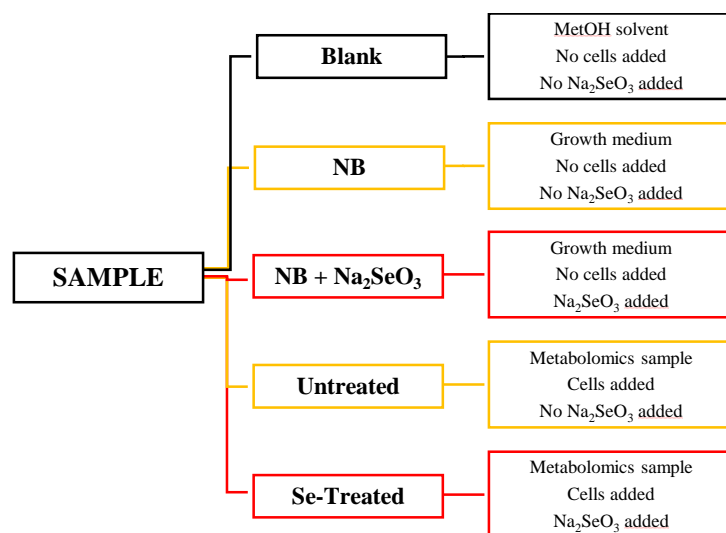 SAMPLE
Blank
MetOH solvent
No cells added
No Na₂SeO₃ added
NB
Growth medium
No cells added
No Na₂SeO₃ added
NB + Na₂SeO₃
Growth medium
No cells added
Na₂SeO₃ added
Untreated
Metabolomics sample
Cells added
No Na₂SeO₃ added
Se-Treated
Metabolomics sample
Cells added
Na₂SeO₃ added